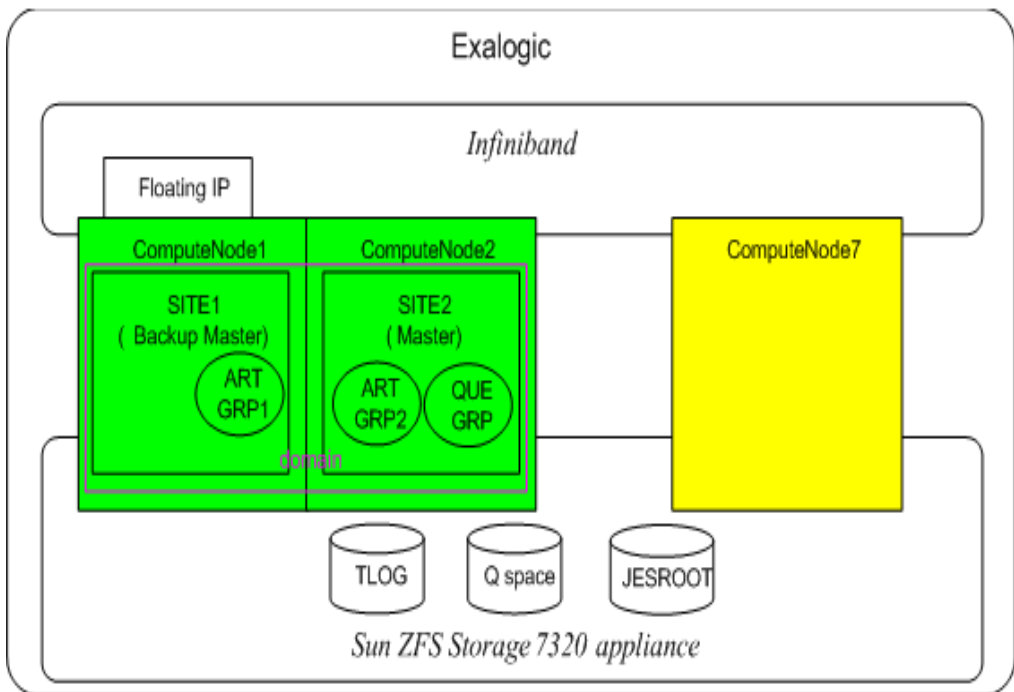 Exalogic
Infiniband
Floating IP
ComputeNode1
ComputeNode2
ComputeNode7
SITE1
( Backup Master)
SITE2
( Master)
ART
GRP1
ART
GRP2
QUE
GRP
domain
TLOG
Q space
JESROOT
Sun ZFS Storage 7320 appliance